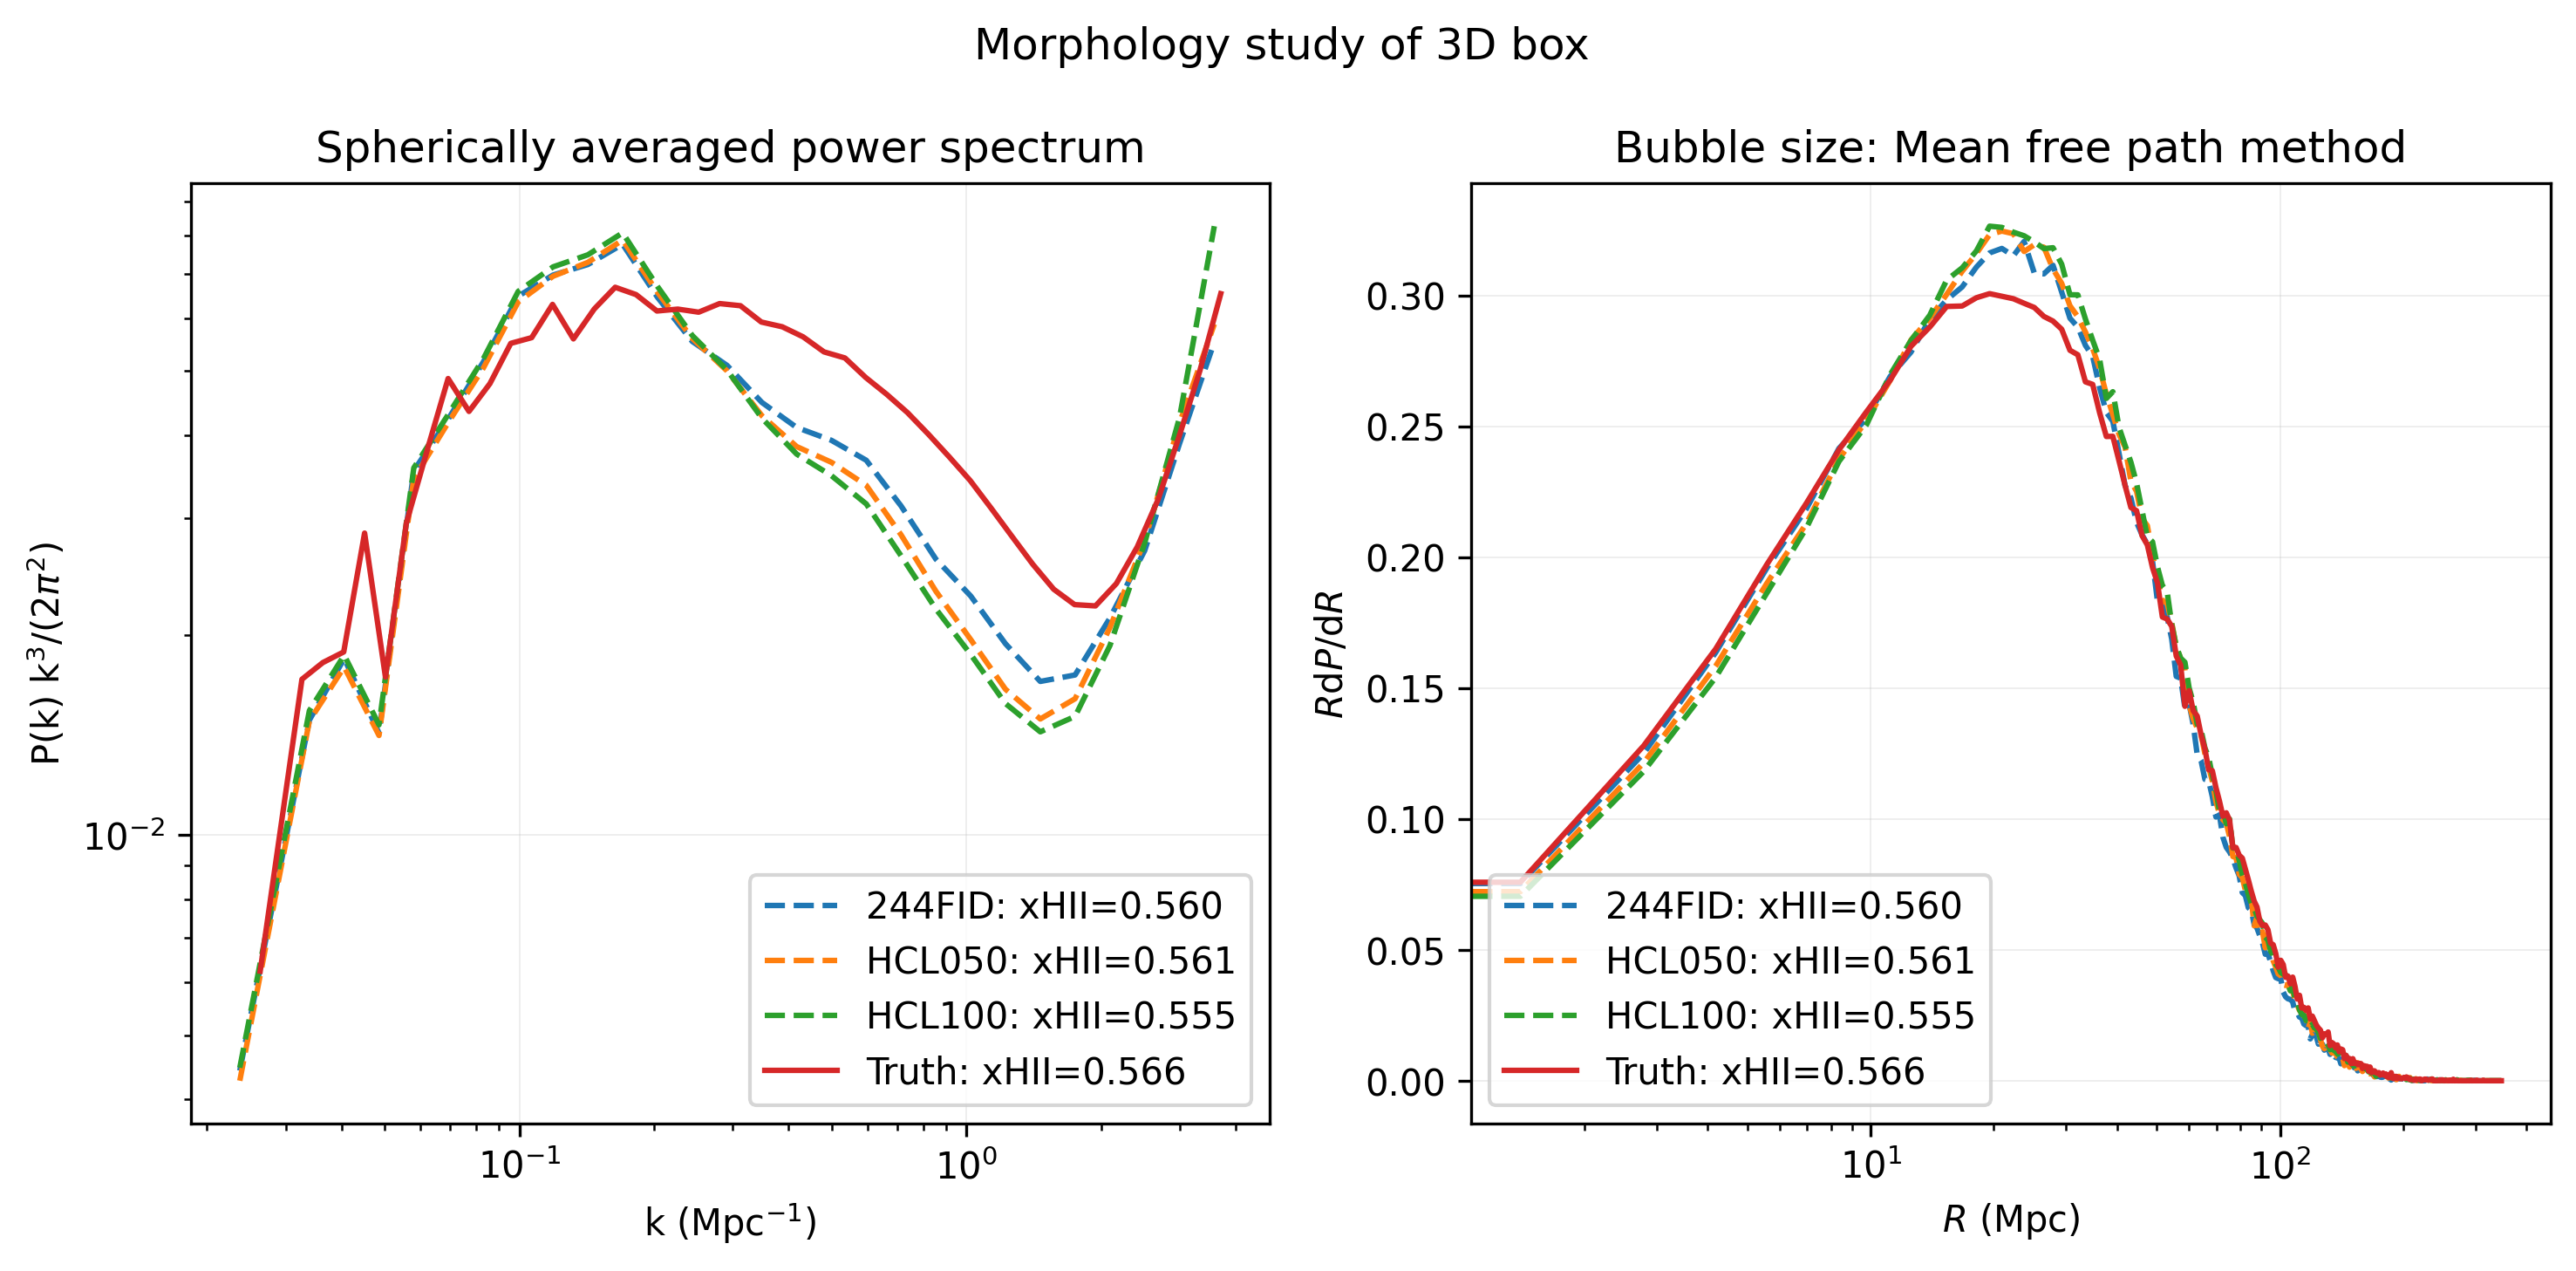 Morphology study of 3D box
Spherically averaged power spectrum
P(k) k³/(2π²)
10⁻²
10⁻¹
10⁰
k (Mpc⁻¹)
244FID: xHII=0.560
HCL050: xHII=0.561
HCL100: xHII=0.555
Truth: xHII=0.566
Bubble size: Mean free path method
RdP/dR
0.30
0.25
0.20
0.15
0.10
0.05
0.00
10¹
10²
R (Mpc)
244FID: xHII=0.560
HCL050: xHII=0.561
HCL100: xHII=0.555
Truth: xHII=0.566